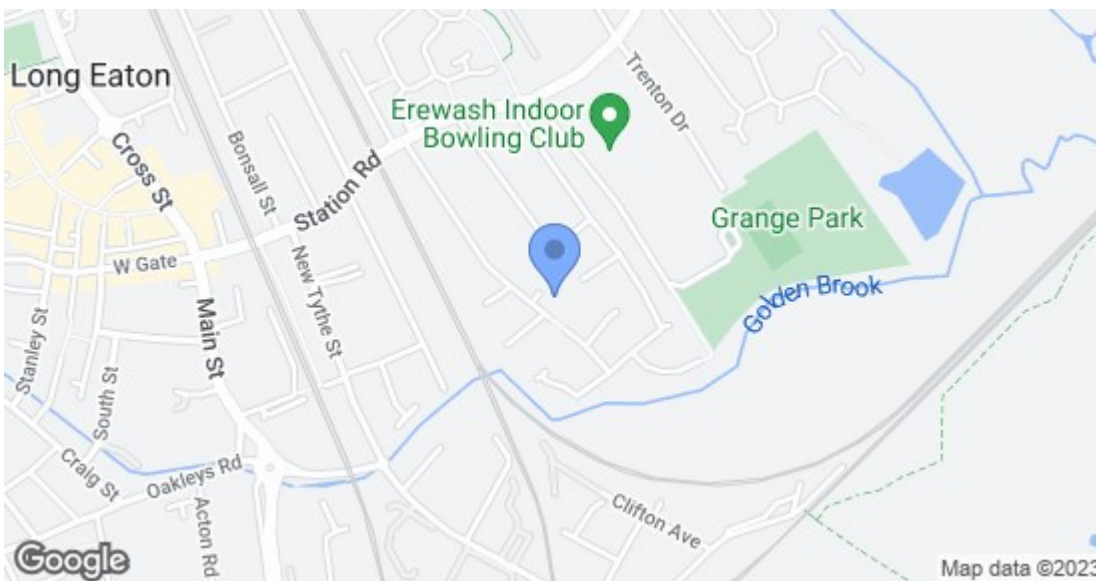 Long Eaton
Cross St
Bonsall St
Station Rd
Erewash Indoor
Bowling Club
Trenton Dr
Grange Park
Golden Brook
W Gate
New Tythe St
Main St
Stanley St
South St
Craig St
Oakleys Rd
Acton Rd
Clifton Ave
Google
Map data ©2023